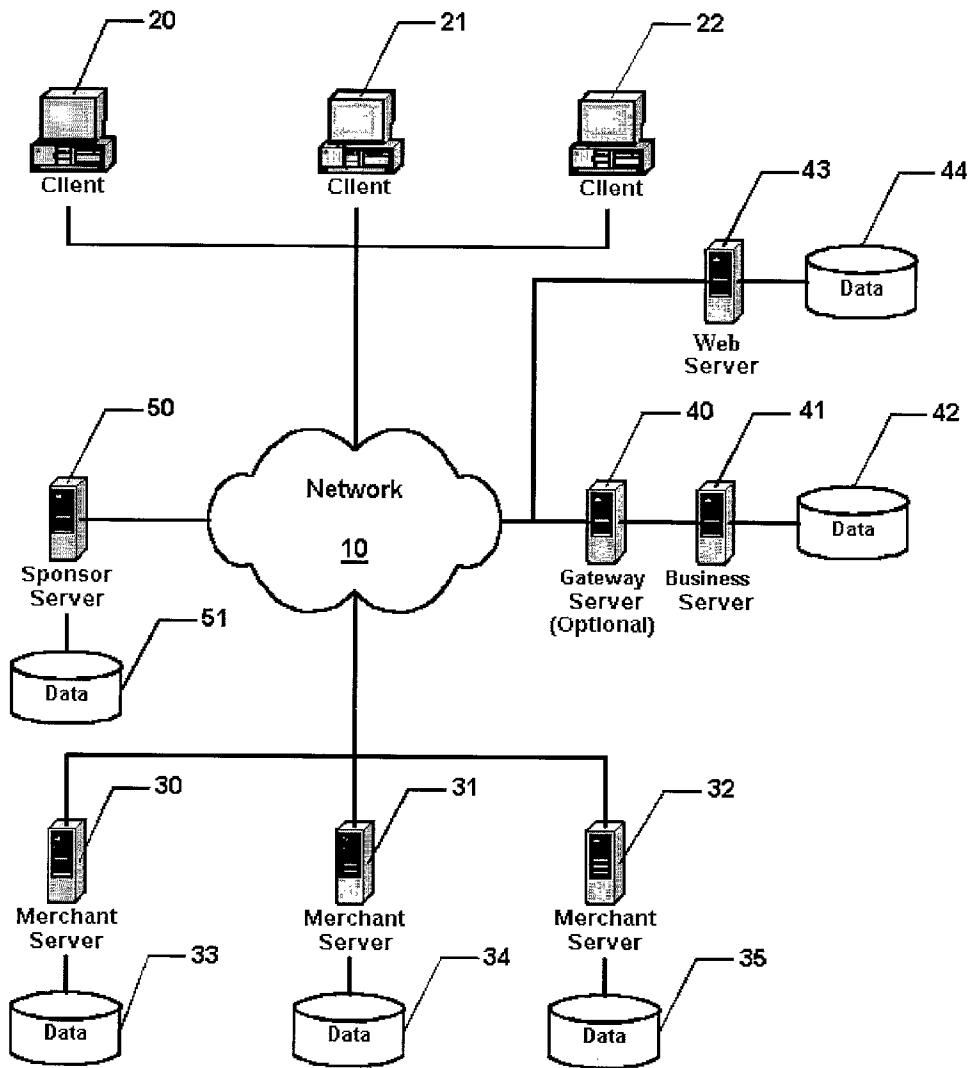 20
21
22
Client
Client
Client
43
44
Data
Web
Server
50
40
41
42
Network
10
Data
Sponsor
Server
Gateway
Server
(Optional)
Business
Server
51
Data
30
31
32
Merchant
Server
Merchant
Server
Merchant
Server
33
34
35
Data
Data
Data